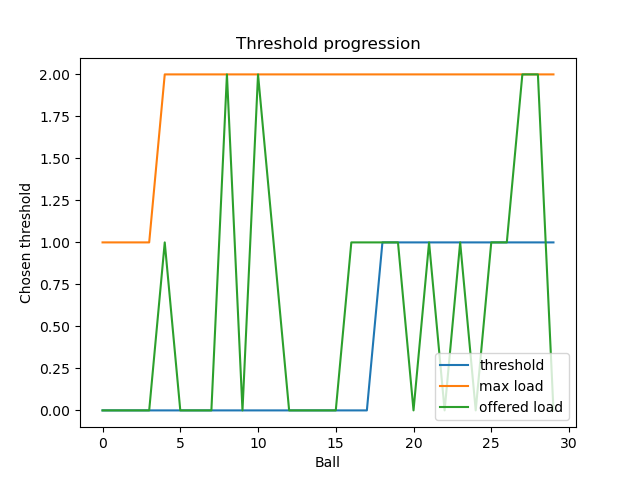 Threshold progression
2.00
1.75
1.50
1.25
1.00
0.75
0.50
0.25
0.00
Chosen threshold
threshold
max load
offered load
0 5 10 15 20 25 30
Ball